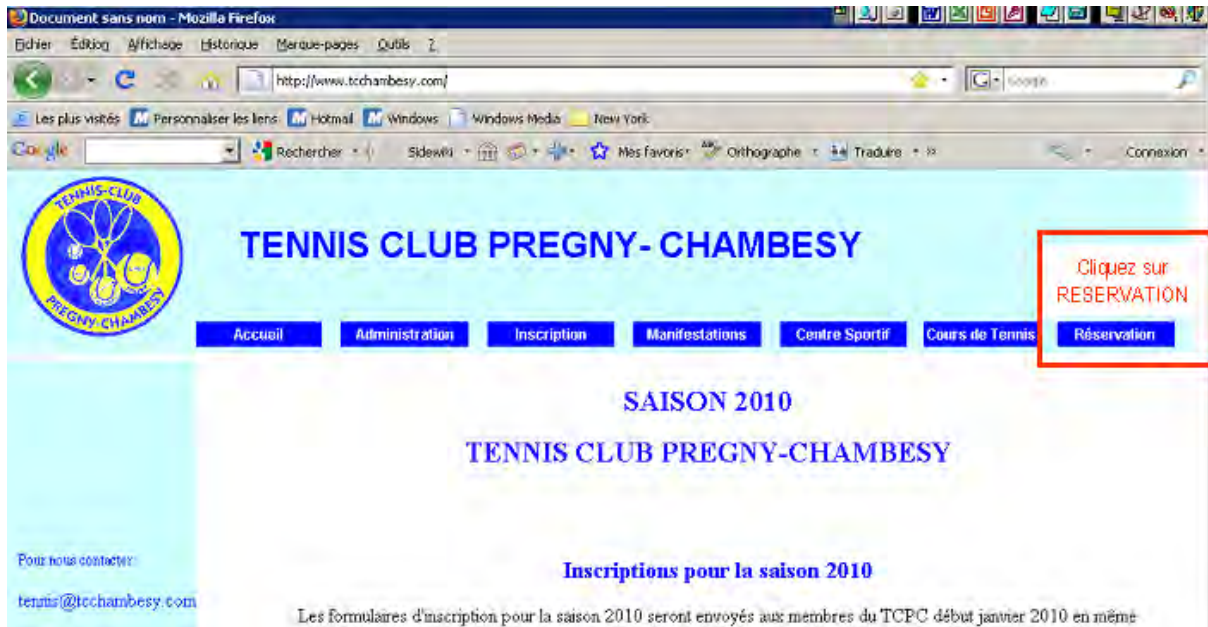 Document sans nom - Mozilla Firefox
Fichier Édition Affichage Historique Marque-pages Outils ?
http://www.tcchambesy.com/
G Google
Les plus visités Personnaliser les liens Hotmail Windows Windows Media New York
Google Rechercher Sidewiki Mes favoris Orthographe Traduire » Connexion
TENNIS-CLUB
PREGNY-CHAMBESY
TENNIS CLUB PREGNY- CHAMBESY
Cliquez sur
RESERVATION
Accueil Administration Inscription Manifestations Centre Sportif Cours de Tennis Réservation
SAISON 2010
TENNIS CLUB PREGNY-CHAMBESY
Pour nous contacter:
Inscriptions pour la saison 2010
tennis@tcchambesy.com
Les formulaires d'inscription pour la saison 2010 seront envoyés aux membres du TCPC début janvier 2010 en même